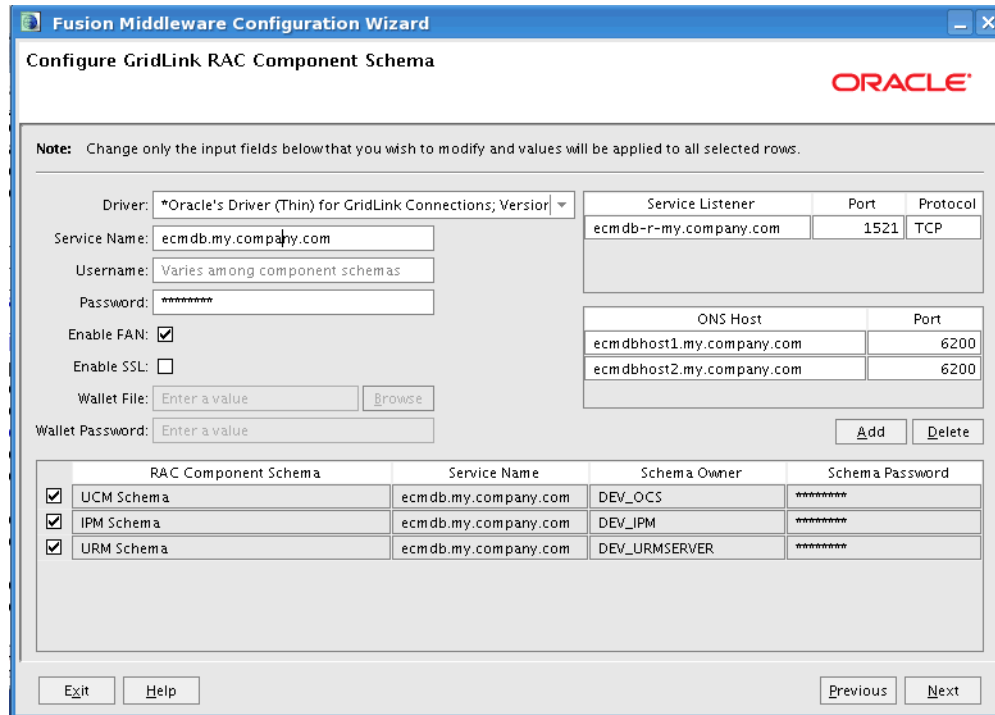 Fusion Middleware Configuration Wizard
Configure GridLink RAC Component Schema
ORACLE
Note: Change only the input fields below that you wish to modify and values will be applied to all selected rows.
Driver: *Oracle's Driver (Thin) for GridLink Connections; Version
Service Name: ecmdb.my.company.com
Username: Varies among component schemas
Password: ********
Enable FAN:
Enable SSL:
Wallet File: Enter a value Browse
Wallet Password: Enter a value
Service Listener Port Protocol
ecmdb-r-my.company.com 1521 TCP
ONS Host Port
ecmdbhost1.my.company.com 6200
ecmdbhost2.my.company.com 6200
Add Delete
RAC Component Schema Service Name Schema Owner Schema Password
UCM Schema ecmdb.my.company.com DEV_OCS ********
IPM Schema ecmdb.my.company.com DEV_IPM ********
URM Schema ecmdb.my.company.com DEV_URMSERVER ********
Exit Help Previous Next